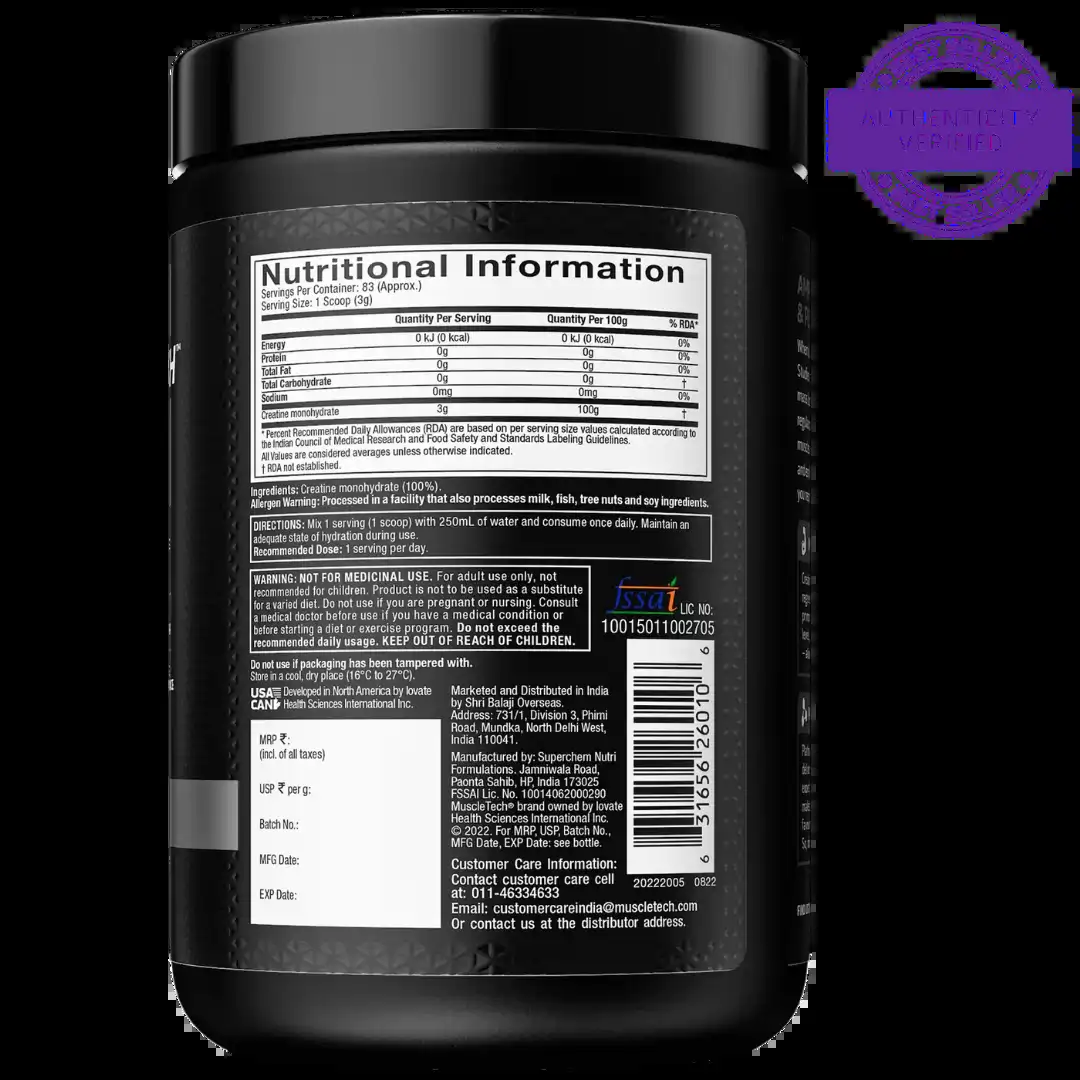 AUTHENTICITY
VERIFIED
Nutritional Information
Servings Per Container: 83 (Approx.)
Serving Size: 1 Scoop (3g)
Quantity Per Serving Quantity Per 100g % RDA*
Energy 0 kJ (0 kcal) 0 kJ (0 kcal) 0%
Protein 0g 0g 0%
Total Fat 0g 0g 0%
Total Carbohydrate 0g 0g †
Sodium 0mg 0mg 0%
Creatine monohydrate 3g 100g †
* Percent Recommended Daily Allowances (RDA) are based on per serving size values calculated according to
the Indian Council of Medical Research and Food Safety and Standards Labeling Guidelines.
All Values are considered averages unless otherwise indicated.
† RDA not established.
Ingredients: Creatine monohydrate (100%).
Allergen Warning: Processed in a facility that also processes milk, fish, tree nuts and soy ingredients.
DIRECTIONS: Mix 1 serving (1 scoop) with 250mL of water and consume once daily. Maintain an
adequate state of hydration during use.
Recommended Dose: 1 serving per day.
WARNING: NOT FOR MEDICINAL USE. For adult use only, not
recommended for children. Product is not to be used as a substitute
for a varied diet. Do not use if you are pregnant or nursing. Consult
a medical doctor before use if you have a medical condition or
before starting a diet or exercise program. Do not exceed the
recommended daily usage. KEEP OUT OF REACH OF CHILDREN.
fssai LIC NO:
10015011002705
Do not use if packaging has been tampered with.
Store in a cool, dry place (16°C to 27°C).
USA Developed in North America by Iovate
CAN Health Sciences International Inc.
MRP ₹:
(incl. of all taxes)
USP ₹ per g:
Batch No.:
MFG Date:
EXP Date:
Marketed and Distributed in India
by Shri Balaji Overseas.
Address: 731/1, Division 3, Phirni
Road, Mundka, North Delhi West,
India 110041.
Manufactured by: Superchem Nutri
Formulations. Jamniwala Road,
Paonta Sahib, HP, India 173025
FSSAI Lic. No. 10014062000290
MuscleTech® brand owned by Iovate
Health Sciences International Inc.
© 2022. For MRP, USP, Batch No.,
MFG Date, EXP Date: see bottle.
Customer Care Information:
Contact customer care cell
at: 011-46334633
Email: customercareindia@muscletech.com
Or contact us at the distributor address.
6 31656 26010 6
20222005 0822